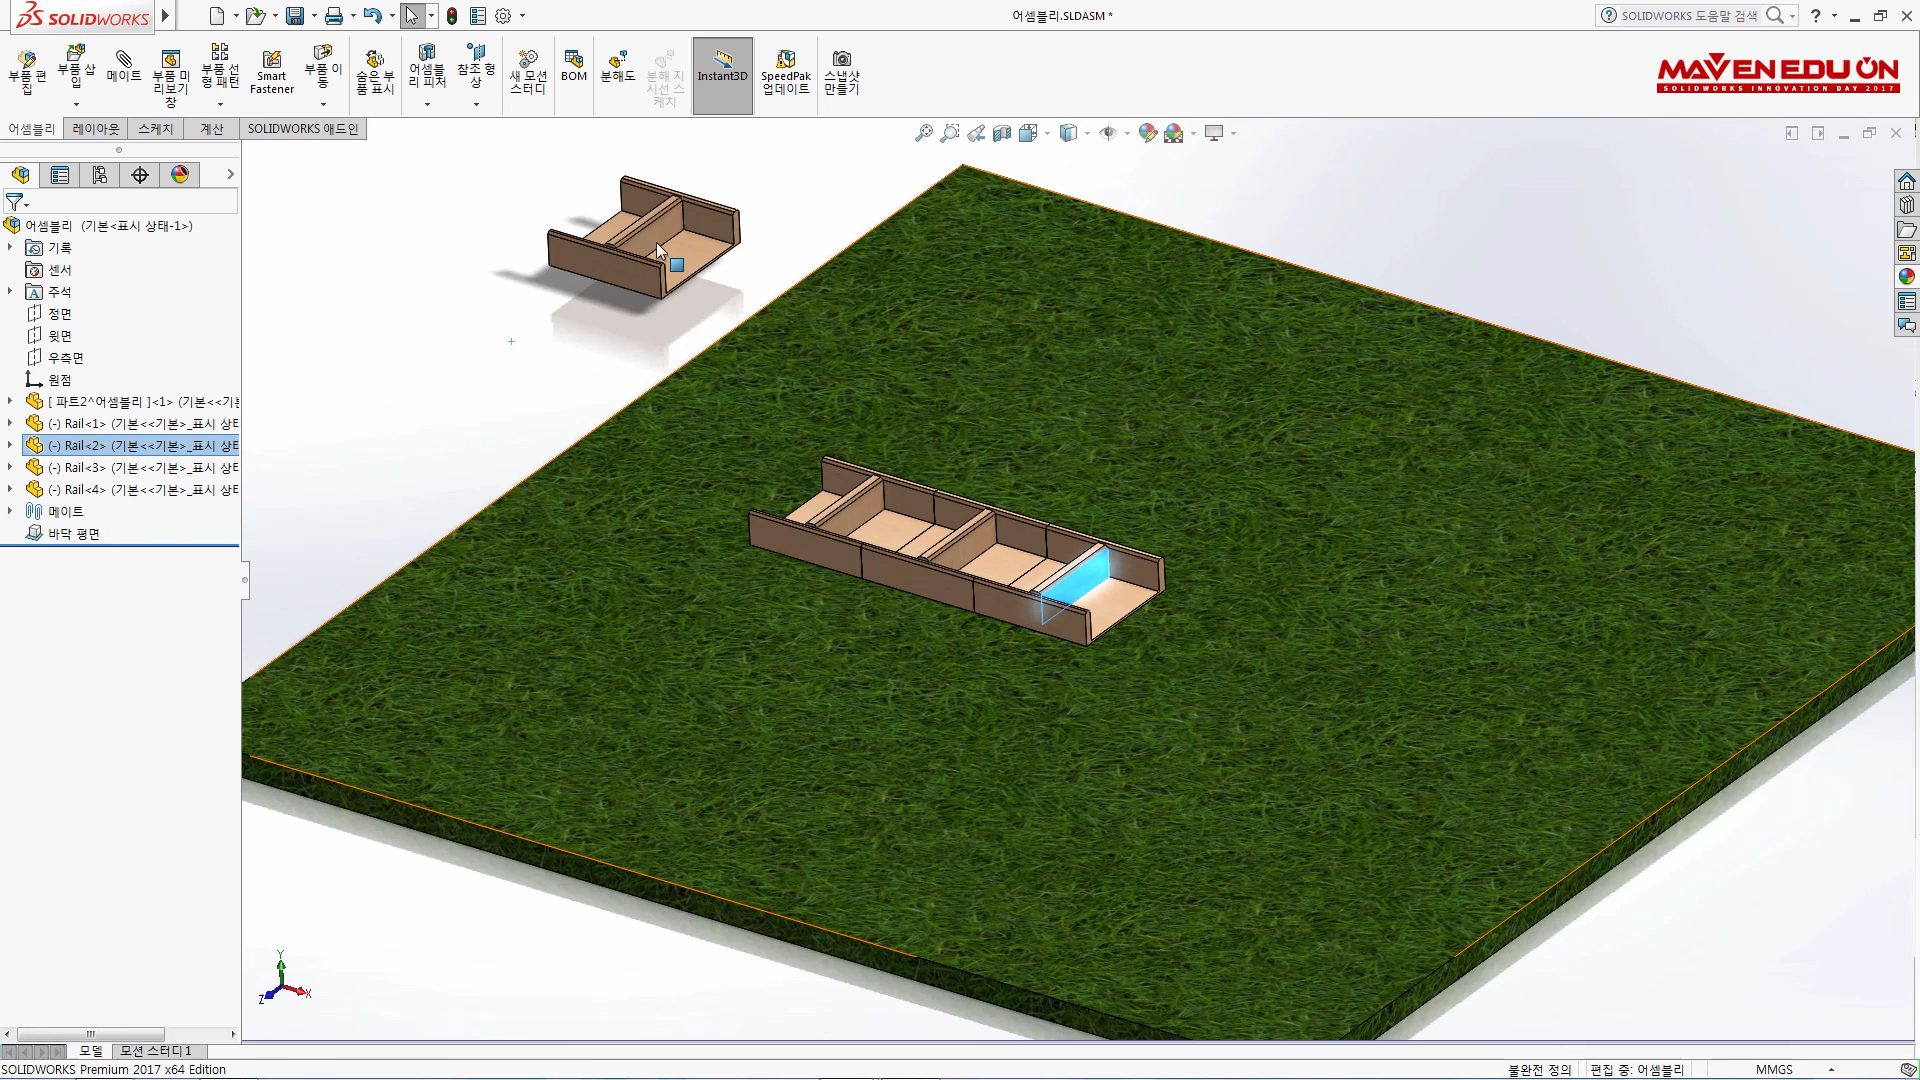 SOLIDWORKS
어셈블리.SLDASM *
SOLIDWORKS 도움말 검색
?
부품 편
집
부품 삽
입
메이트
부품 미
리보기
창
부품 선
형 패턴
Smart
Fastener
부품 이
동
숨은 부
품 표시
어셈블
리 피처
참조 형
상
새 모션
스터디
BOM
분해도
분해 지
시선 스
케치
Instant3D
SpeedPak
업데이트
스냅샷
만들기
MAVENEDU ON
SOLIDWORKS INNOVATION DAY 2017
어셈블리
레이아웃
스케치
계산
SOLIDWORKS 애드인
어셈블리 (기본<표시 상태-1>)
기록
센서
주석
정면
윗면
우측면
원점
[ 파트2^어셈블리 ]<1> (기본<<기본
(-) Rail<1> (기본<<기본>_표시 상태
(-) Rail<2> (기본<<기본>_표시 상태
(-) Rail<3> (기본<<기본>_표시 상태
(-) Rail<4> (기본<<기본>_표시 상태
메이트
바닥 평면
Y
Z
X
모델
모션 스터디1
SOLIDWORKS Premium 2017 x64 Edition
불완전 정의
편집 중: 어셈블리
MMGS